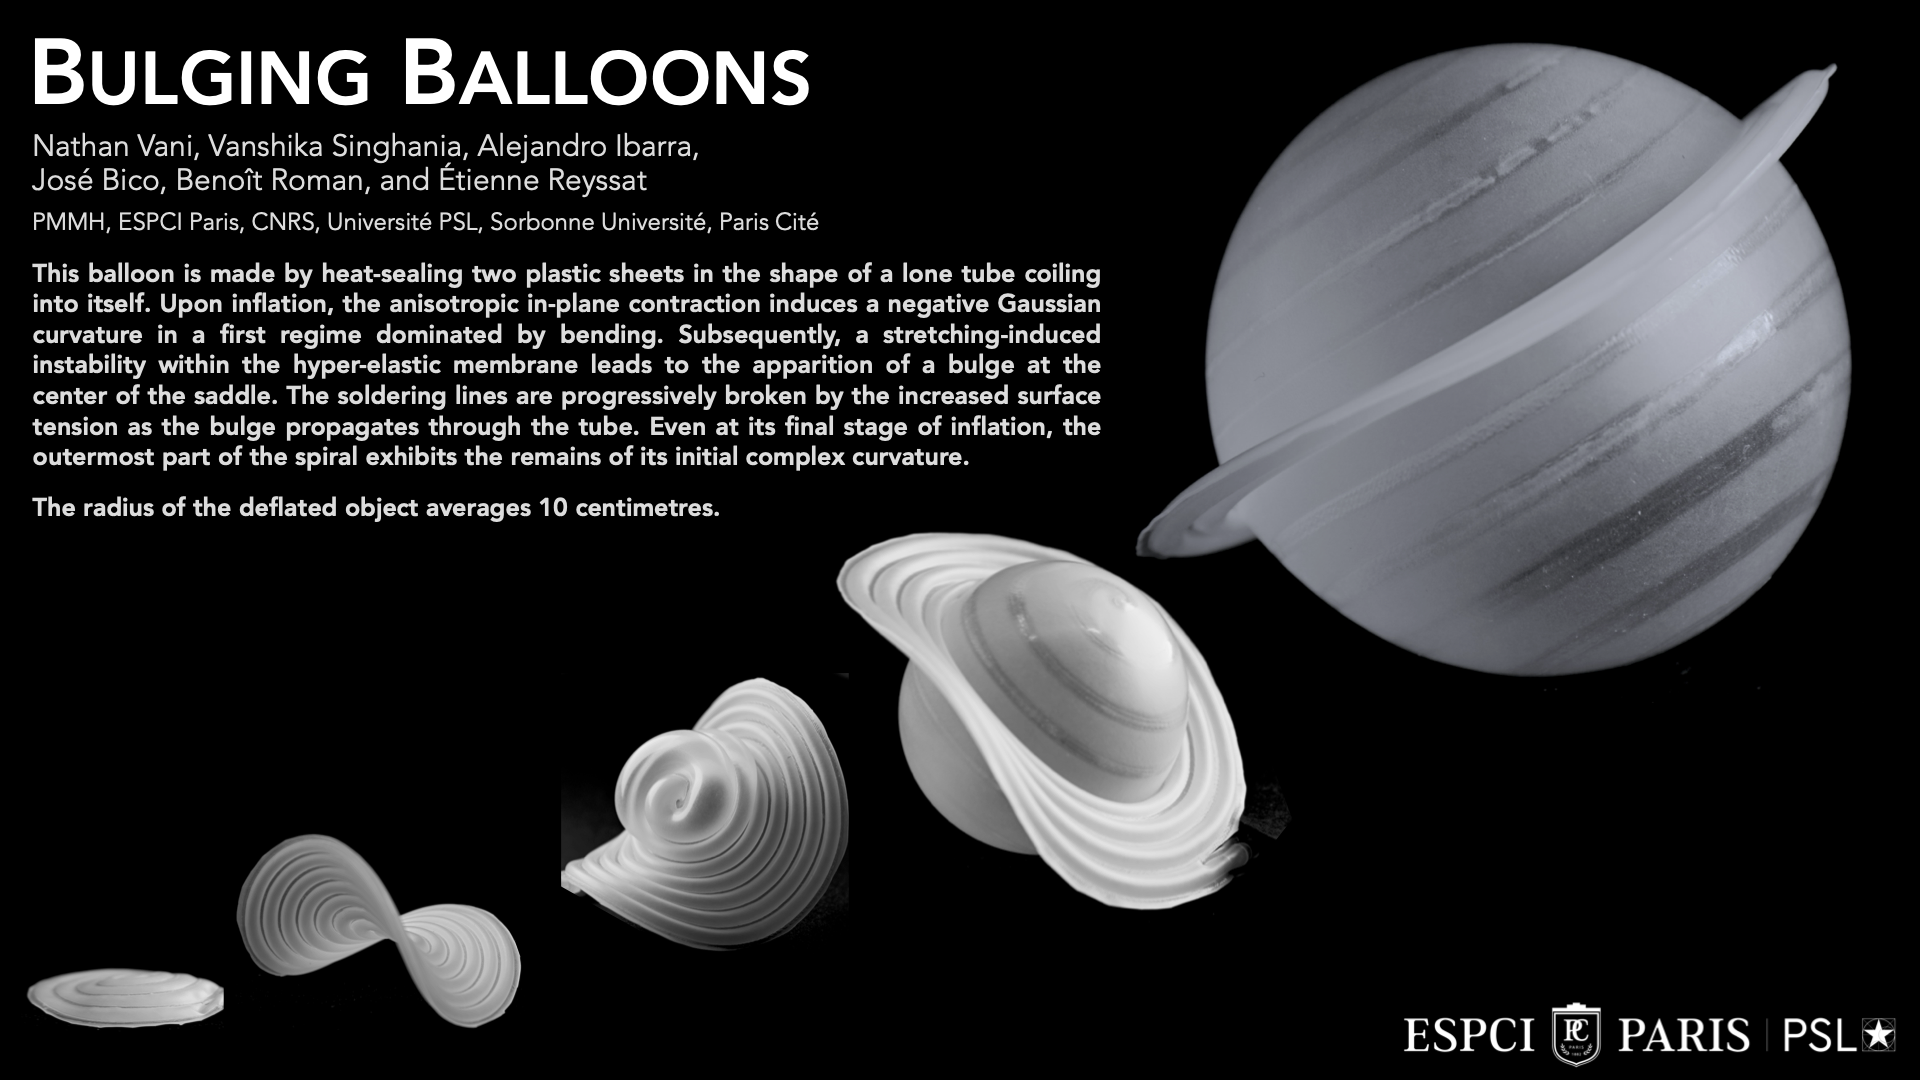 BULGING BALLOONS
Nathan Vani, Vanshika Singhania, Alejandro Ibarra,
José Bico, Benoît Roman, and Étienne Reyssat
PMMH, ESPCI Paris, CNRS, Université PSL, Sorbonne Université, Paris Cité
This balloon is made by heat-sealing two plastic sheets in the shape of a lone tube coiling
into itself. Upon inflation, the anisotropic in-plane contraction induces a negative Gaussian
curvature in a first regime dominated by bending. Subsequently, a stretching-induced
instability within the hyper-elastic membrane leads to the apparition of a bulge at the
center of the saddle. The soldering lines are progressively broken by the increased surface
tension as the bulge propagates through the tube. Even at its final stage of inflation, the
outermost part of the spiral exhibits the remains of its initial complex curvature.
The radius of the deflated object averages 10 centimetres.
ESPCI PC PARIS 1882 PARIS | PSL